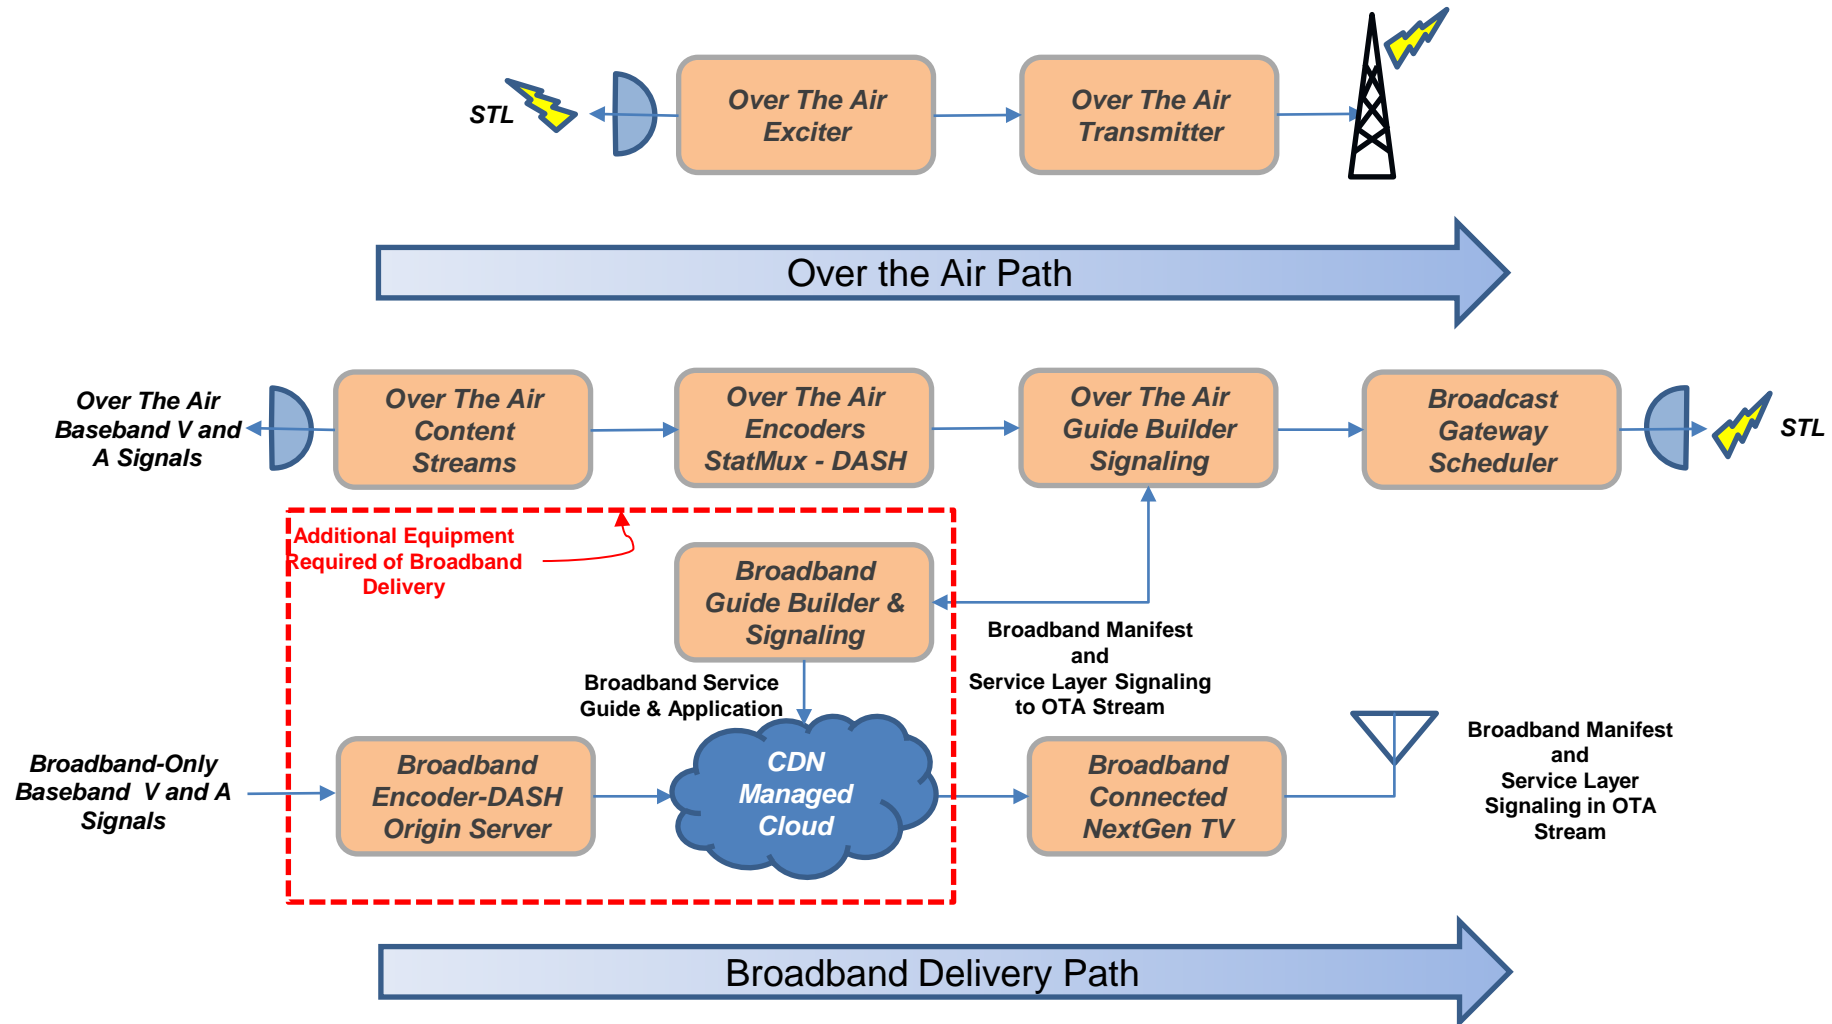 STL
Over The Air
Exciter
Over The Air
Transmitter
Over the Air Path
Over The Air
Baseband V and
A Signals
Over The Air
Content
Streams
Over The Air
Encoders
StatMux - DASH
Over The Air
Guide Builder
Signaling
Broadcast
Gateway
Scheduler
STL
Additional Equipment
Required of Broadband
Delivery
Broadband
Guide Builder &
Signaling
Broadband Manifest
and
Service Layer Signaling
to OTA Stream
Broadband Service
Guide & Application
Broadband-Only
Baseband V and A
Signals
Broadband
Encoder-DASH
Origin Server
CDN
Managed
Cloud
Broadband
Connected
NextGen TV
Broadband Manifest
and
Service Layer
Signaling in OTA
Stream
Broadband Delivery Path